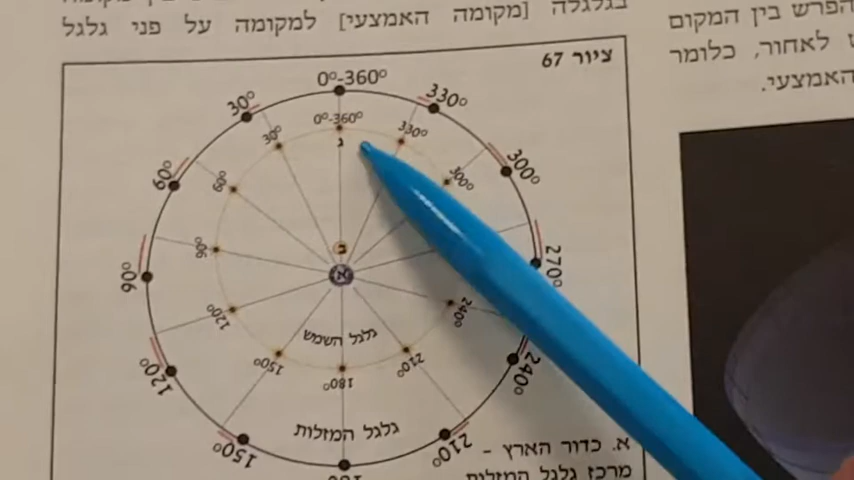 בגלגלה [מקומה האמצעי] למקומה על פני גלגל
הפרש בין המקום
לאחור, כלומר
האמצעי.
ציור 67
0°-360°
330°
300°
270°
240°
210°
150°
120°
90°
60°
30°
0°-360°
330°
300°
240°
210°
180°
150°
120°
90°
60°
30°
ג
ב
א
גלגל השמש
גלגל המזלות
א. כדור הארץ -
מרכז גלגל המזלות